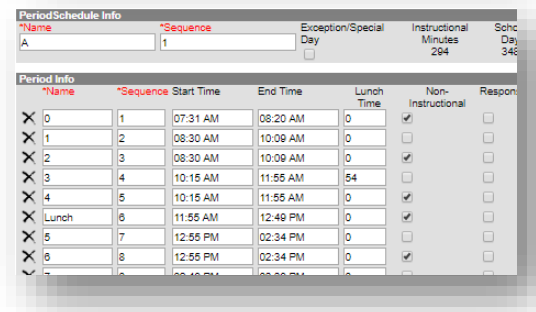 PeriodSchedule Info
*Name *Sequence Exception/Special Day Instructional Minutes
A 1 294 348
Period Info
*Name *Sequence Start Time End Time Lunch Time Non-Instructional
0 1 07:31 AM 08:20 AM 0
1 2 08:30 AM 10:09 AM 0
2 3 08:30 AM 10:09 AM 0
3 4 10:15 AM 11:55 AM 54
4 5 10:15 AM 11:55 AM 0
Lunch 6 11:55 AM 12:49 PM 0
5 7 12:55 PM 02:34 PM 0
6 8 12:55 PM 02:34 PM 0